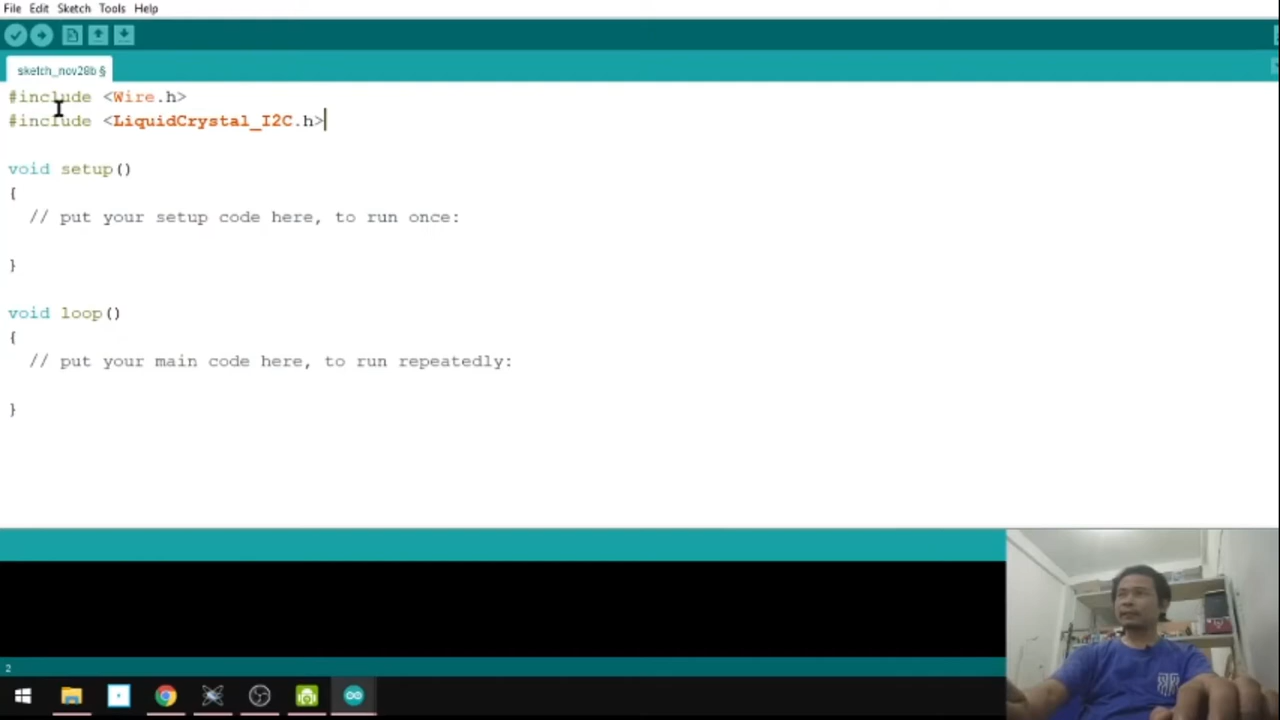 File Edit Sketch Tools Help
sketch_nov28b §
#include <Wire.h>
#include <LiquidCrystal_I2C.h>
void setup()
{
// put your setup code here, to run once:
}
void loop()
{
// put your main code here, to run repeatedly:
}
2